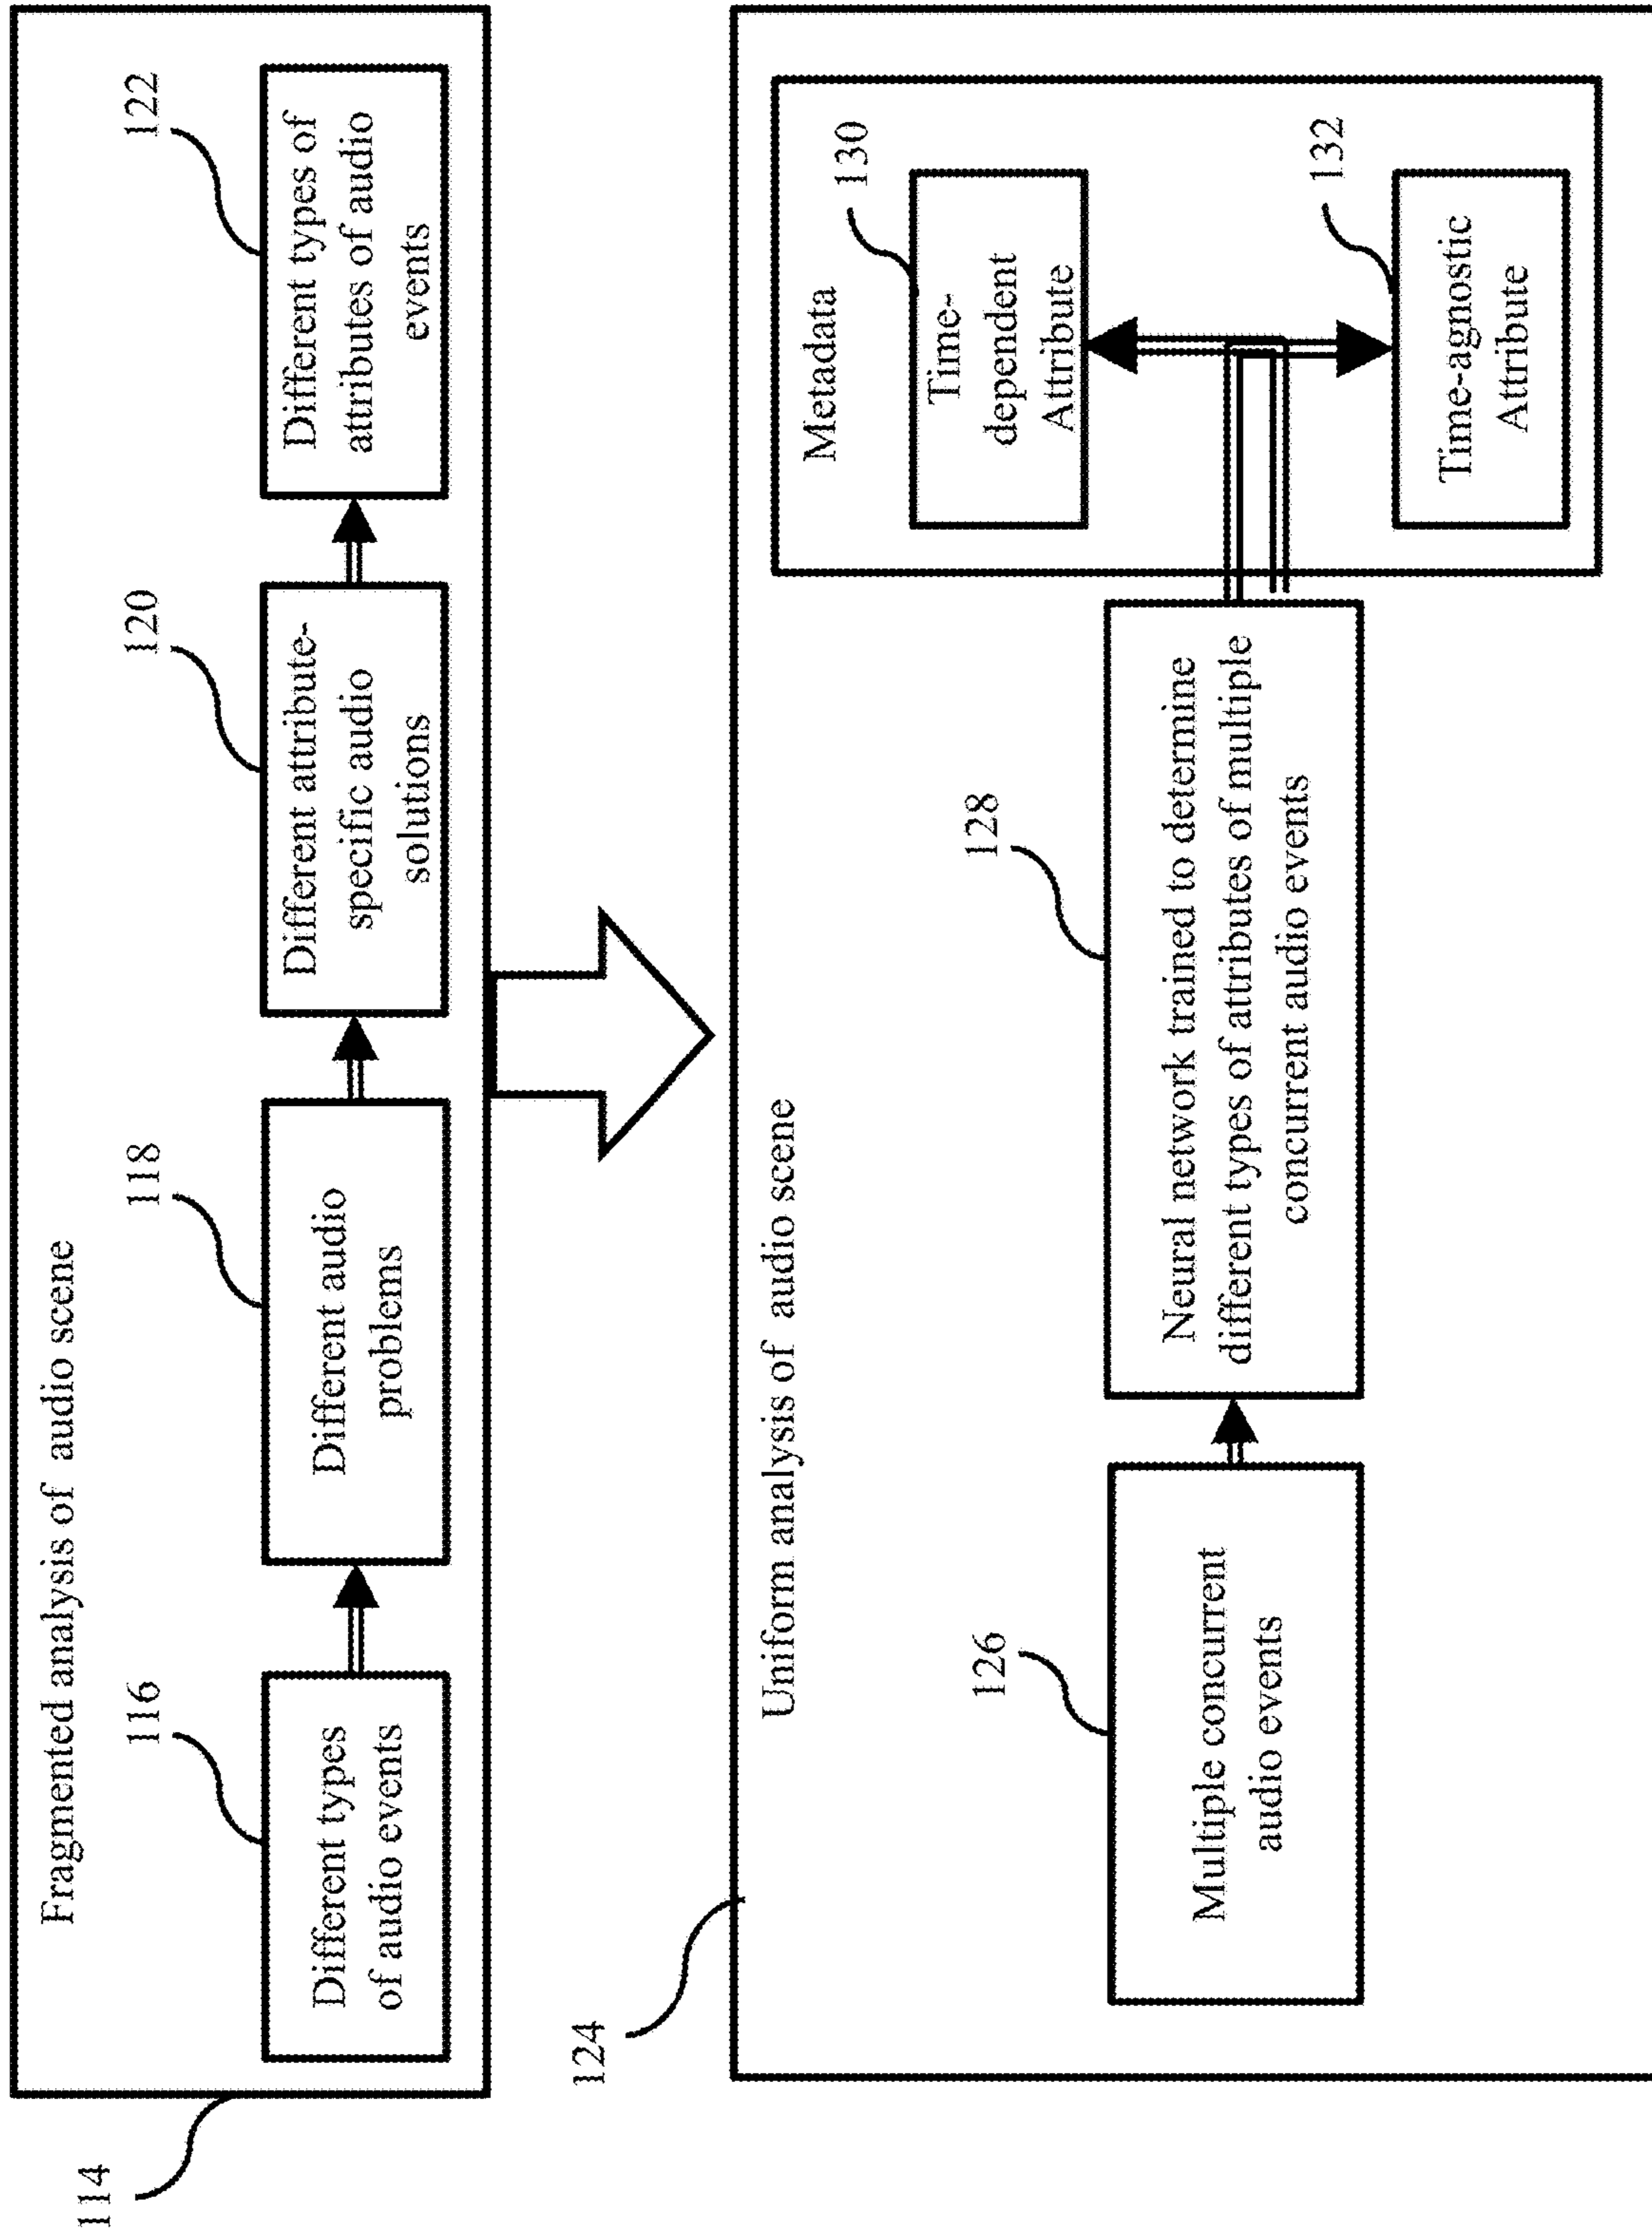 114
Fragmented analysis of audio scene
116
Different types
of audio events
118
Different audio
problems
120
Different attribute-
specific audio
solutions
122
Different types of
attributes of audio
events
124
Uniform analysis of audio scene
126
Multiple concurrent
audio events
128
Neural network trained to determine
different types of attributes of multiple
concurrent audio events
Metadata
130
Time-
dependent
Attribute
132
Time-agnostic
Attribute